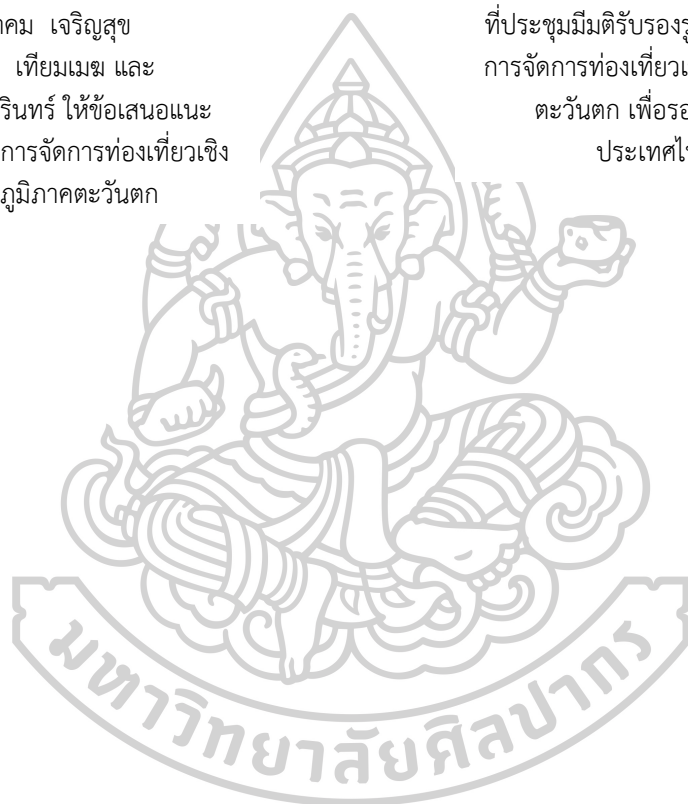 าคม เจริญสุข
เทียมเมฆ และ
รินทร์ ให้ข้อเสนอแนะ
การจัดการท่องเที่ยวเชิง
ภูมิภาคตะวันตก
ที่ประชุมมีมติรับรองรู
การจัดการท่องเที่ยวเ
ตะวันตก เพื่อรอ
ประเทศไ
มหาวิทยาลัยศิลปากร